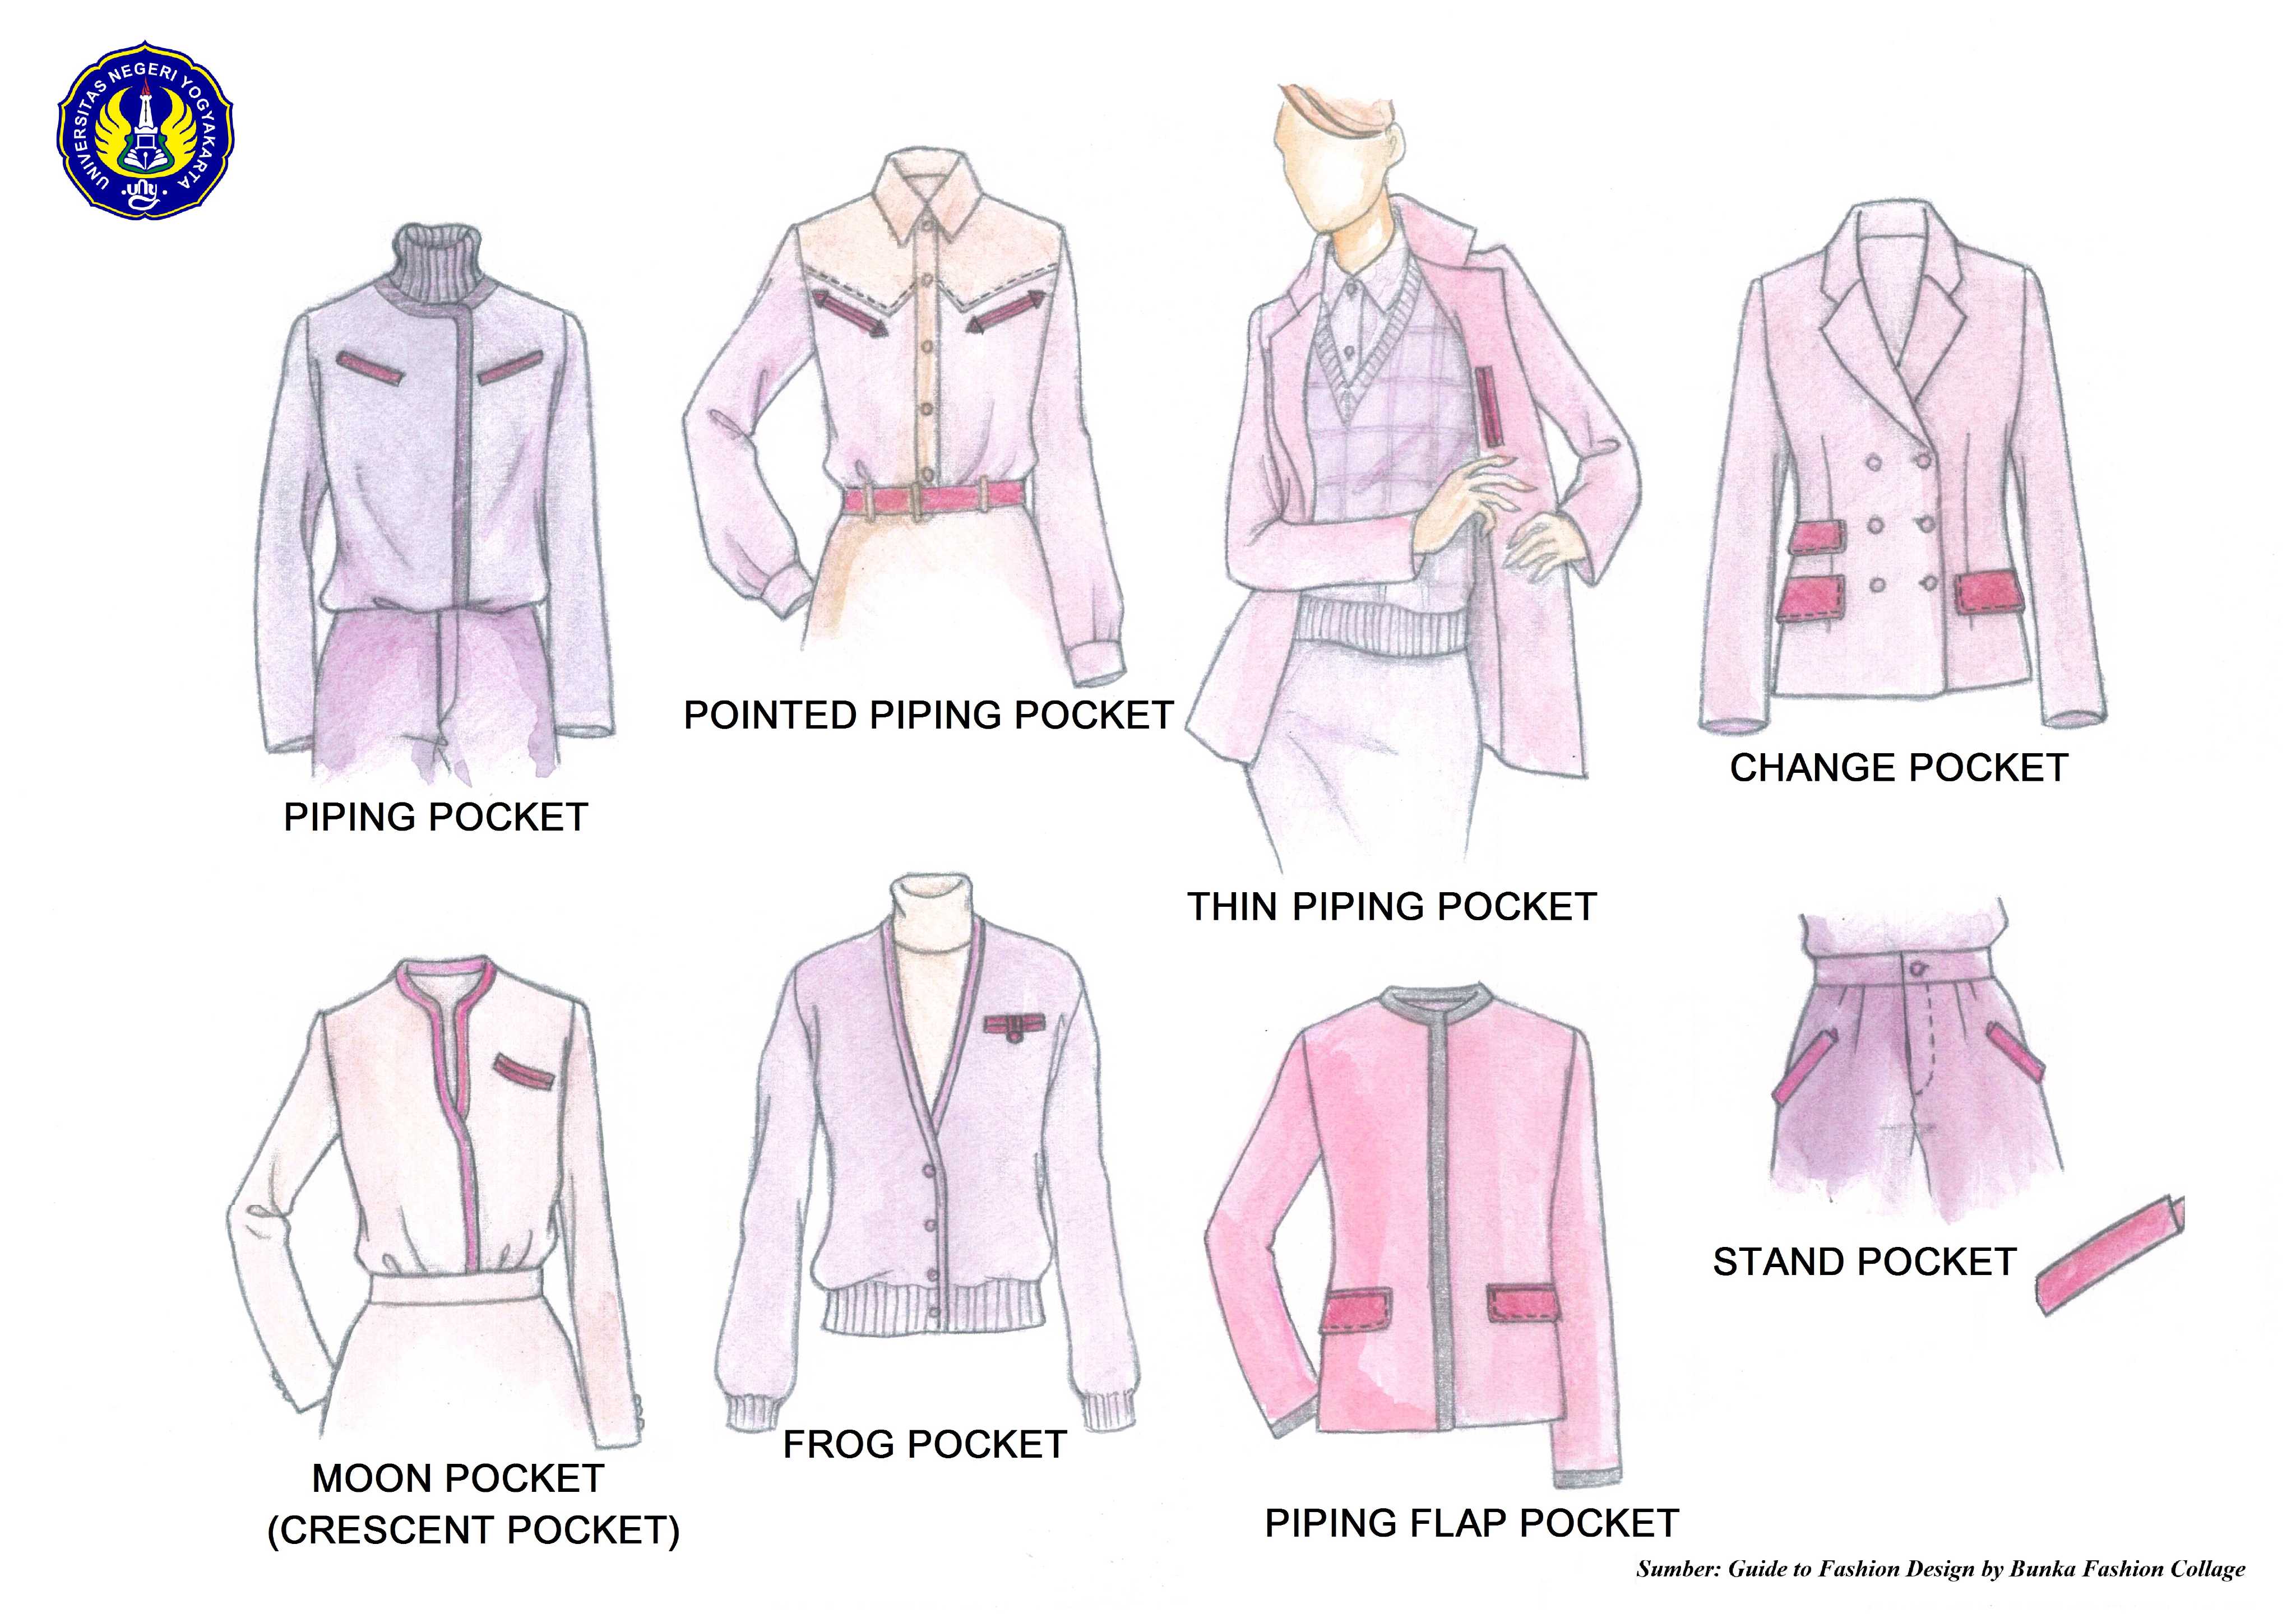 UNIVERSITAS NEGERI YOGYAKARTA
uny
PIPING POCKET
POINTED PIPING POCKET
THIN PIPING POCKET
CHANGE POCKET
MOON POCKET
(CRESCENT POCKET)
FROG POCKET
PIPING FLAP POCKET
STAND POCKET
Sumber: Guide to Fashion Design by Bunka Fashion Collage